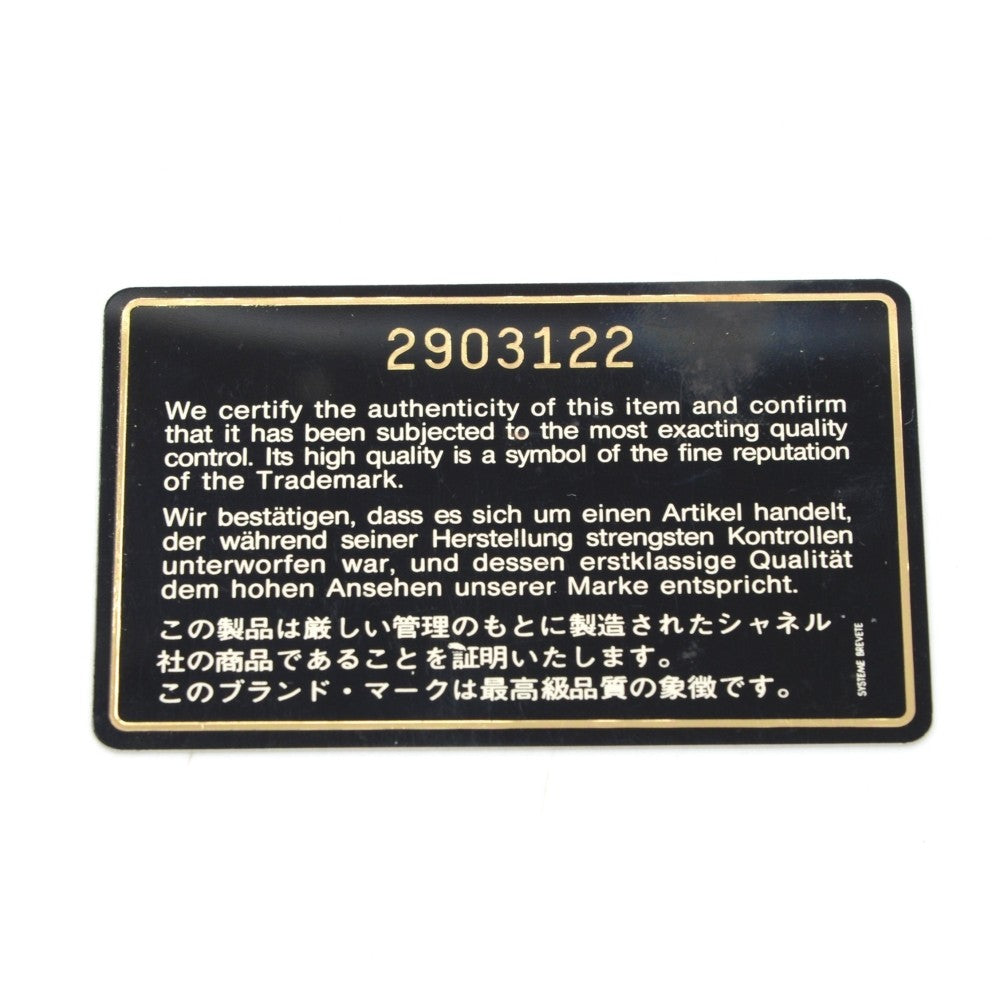 2903122
We certify the authenticity of this item and confirm
that it has been subjected to the most exacting quality
control. Its high quality is a symbol of the fine reputation
of the Trademark.
Wir bestätigen, dass es sich um einen Artikel handelt,
der während seiner Herstellung strengsten Kontrollen
unterworfen war, und dessen erstklassige Qualität
dem hohen Ansehen unserer Marke entspricht.
この製品は厳しい管理のもとに製造されたシャネル
社の商品であることを証明いたします。
このブランド・マークは最高級品質の象徴です。
SYSTEME BREVETE